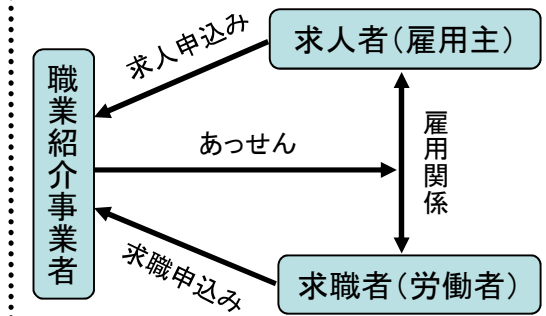 求人申込み
求人者(雇用主)
職業紹介事業者
あっせん
雇用関係
求職申込み
求職者(労働者)